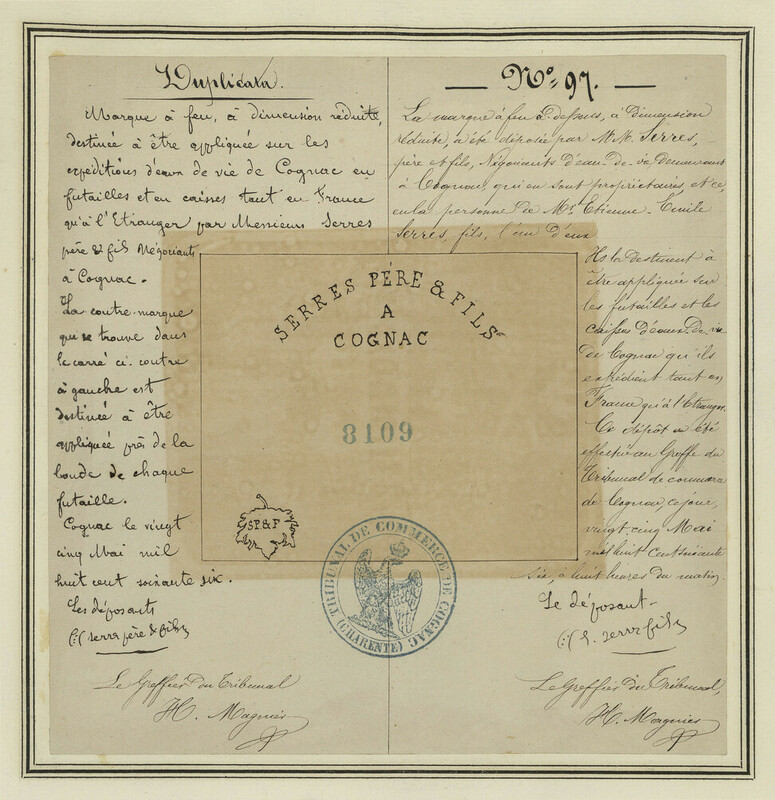 Duplicata.
Marque à feu, à dimension réduite,
destinée à être appliquée sur les
expéditions d'eaux de vie de Cognac en
futailles et en caisses tant en France
qu'à l'Etranger par Messieurs Serres
père & fils Négociants
à Cognac.
La contre-marque
qui se trouve dans
le carré ci-contre
à gauche est
destinée à être
appliquée près de la
bonde de chaque
futaille.
Cognac le vingt
cinq Mai mil
huit cent soixante six.
Les déposants
(:/ Serres père & fils
Le Greffier du Tribunal
H. Magnier
SERRES PÉRE & FILS
A
COGNAC
8109
S.P.&F
TRIBUNAL DE COMMERCE DE COGNAC
(CHARENTE)
No. 97.
La marque à feu ci-dessus, à dimension
réduite, a été déposée par M.M. Serres,
père et fils, Négociants d'eau-de-vie demeurant
à Cognac, qui en sont propriétaires, et ce,
en la personne de Mr. Etienne-Emile
Serres, fils, l'un d'eux
Ils la destinent à
être appliquée sur
les futailles et les
caisses d'eaux-de-vie
de Cognac qu'ils
expédient tant en
France qu'à l'Etranger.
Ce dépôt a été
effectué au Greffe du
Tribunal de commerce
de Cognac, ce jour,
vingt-cinq Mai
mil huit cent soixante
six, à huit heures du matin.
Le déposant
(:/ E. Serres fils
Le Greffier du Tribunal,
H. Magnier